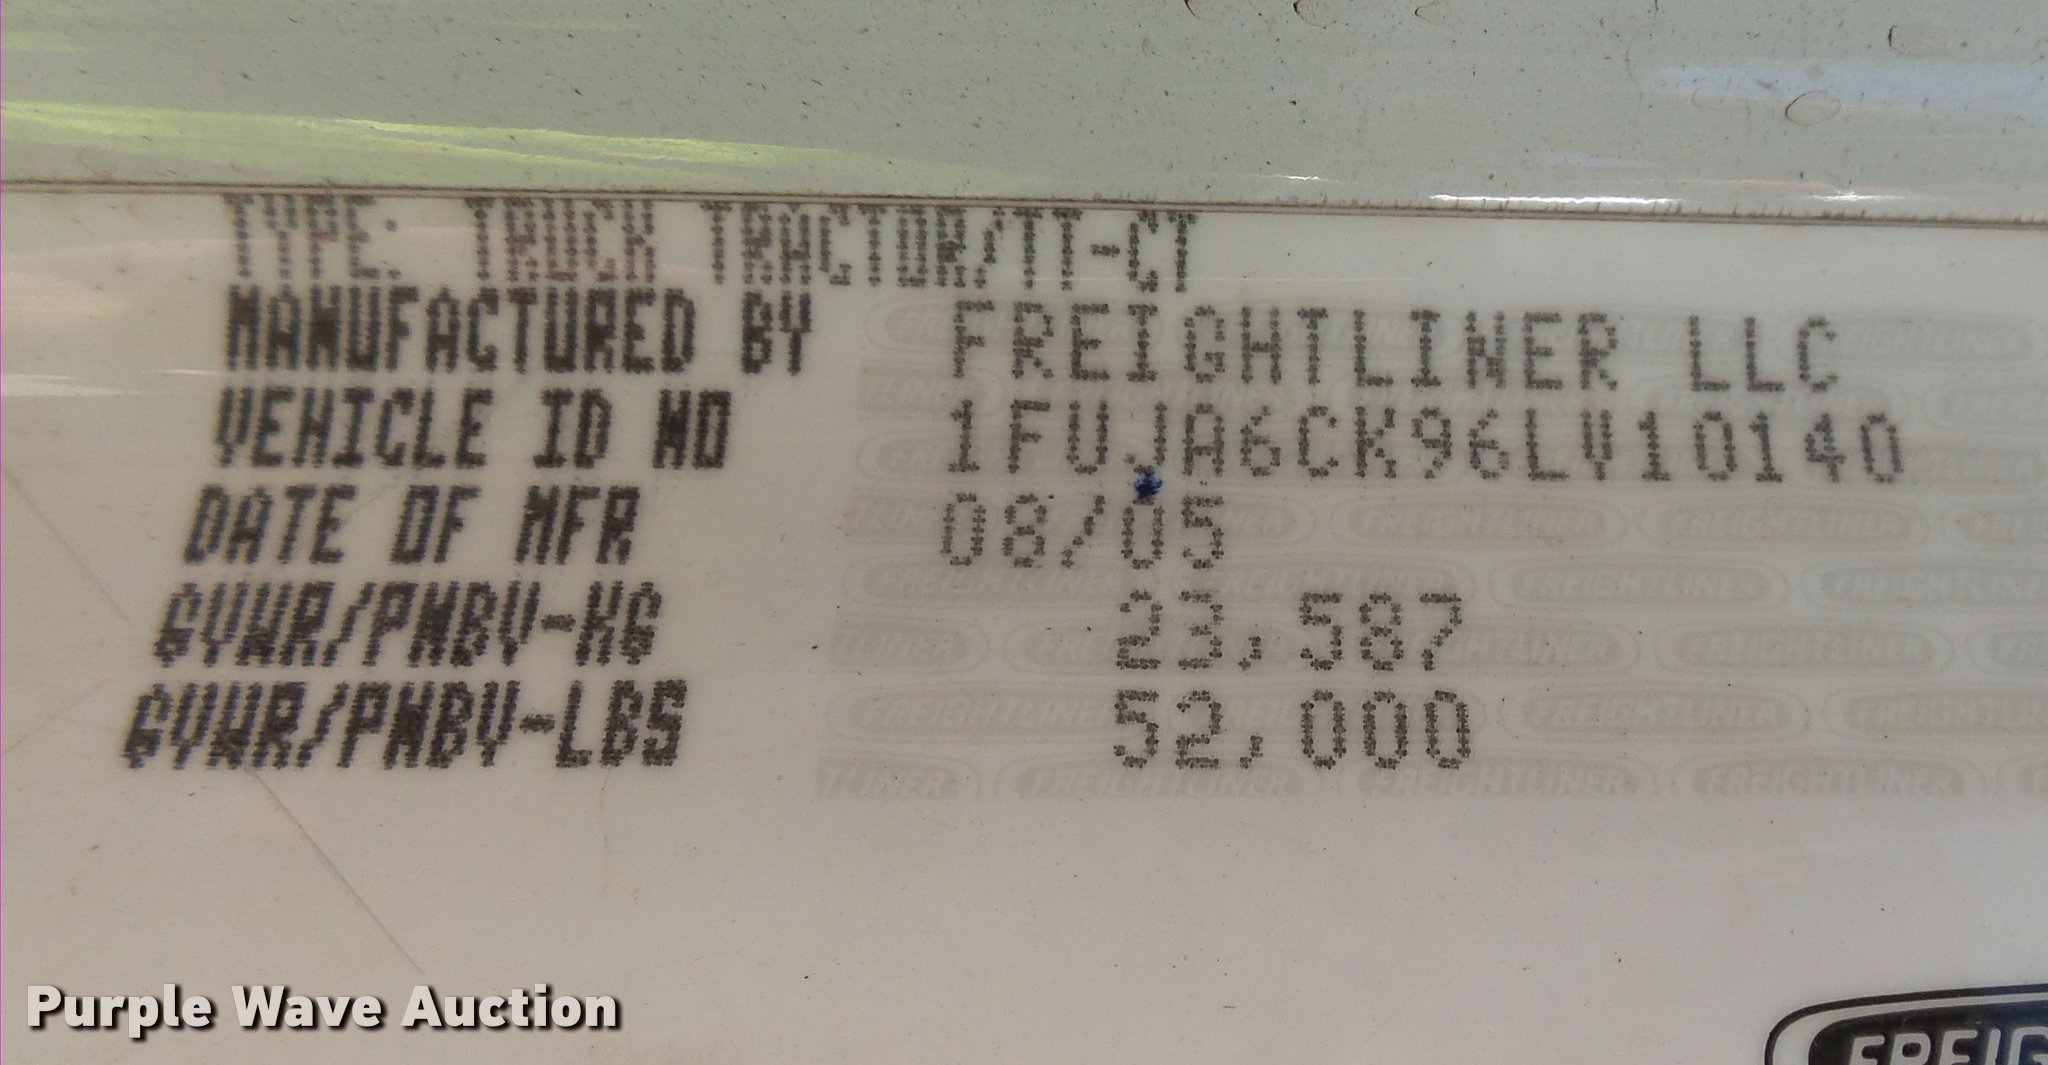 TYPE: TRUCK TRACTOR/TT-CT
MANUFACTURED BY FREIGHTLINER LLC
VEHICLE ID NO 1FUJA6CK96LV10140
DATE OF MFR 08/05
GVWR/PNBV-KG 23,587
GVWR/PNBV-LBS 52,000
Purple Wave Auction